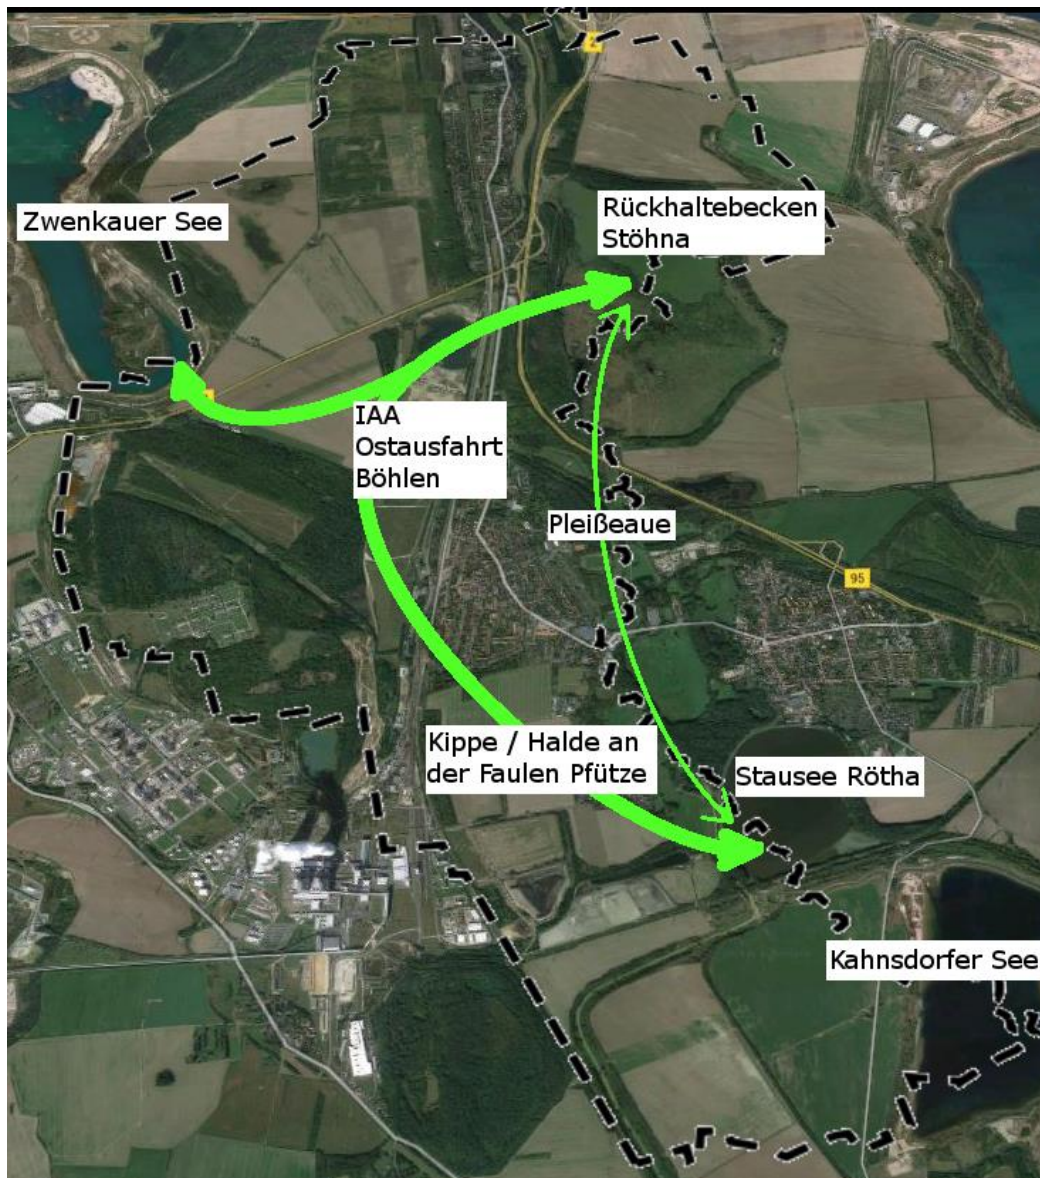 Zwenkauer See
Rückhaltebecken
Stöhna
IAA
Ostausfahrt
Böhlen
Pleißeaue
95
Kippe / Halde an
der Faulen Pfütze
Stausee Rötha
Kahnsdorfer See